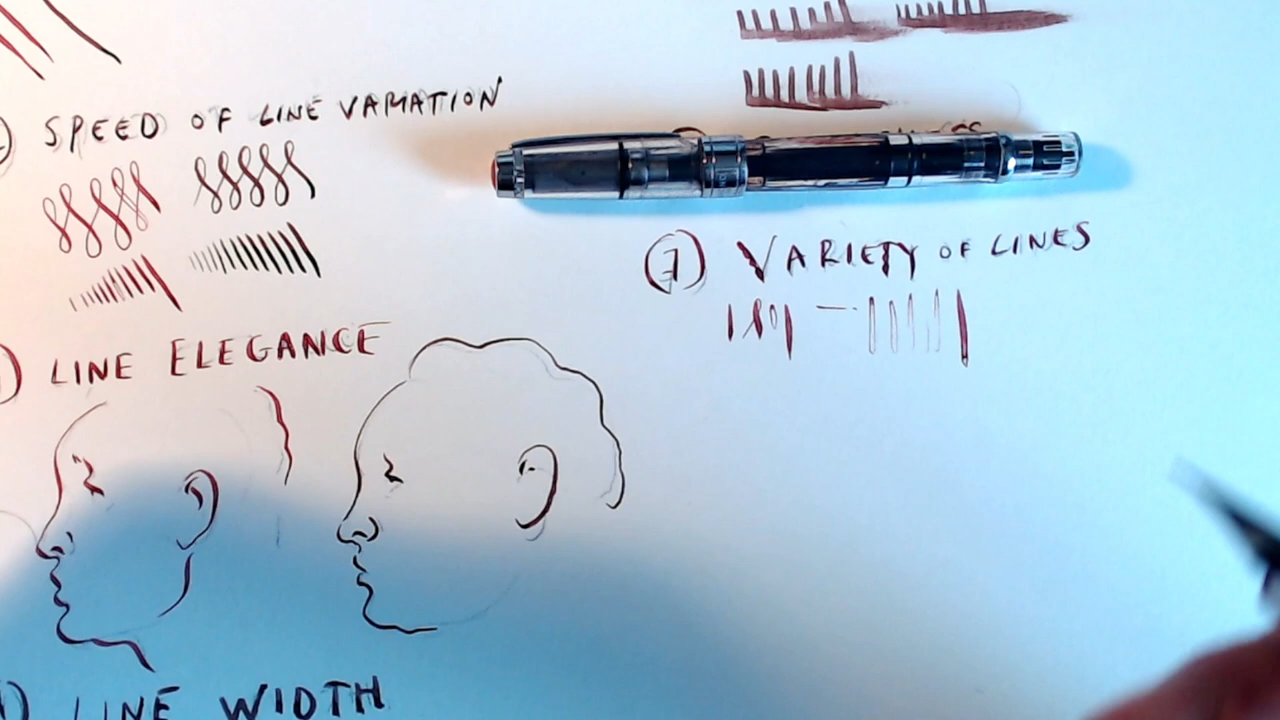 SPEED OF LINE VARIATION
LINE ELEGANCE
LINE WIDTH
7 VARIETY OF LINES